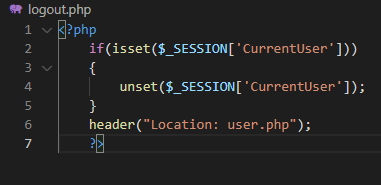 logout.php
1 <?php
2 if(isset($_SESSION['CurrentUser']))
3 {
4 unset($_SESSION['CurrentUser']);
5 }
6 header("Location: user.php");
7 ?>